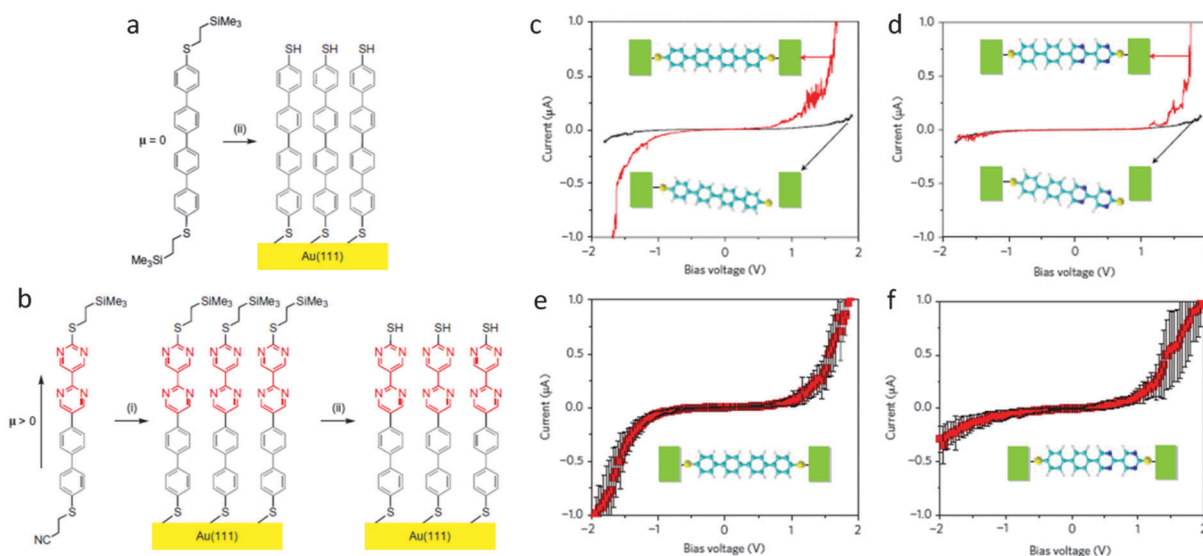 a
SiMe3
S
μ = 0
(ii)
S
Me3Si
SH SH SH
S S S
Au(111)
b
SiMe3
S
N N
N N
μ > 0
S
NC
(i)
SiMe3 SiMe3 SiMe3
S S S
N N N N N N
N N N N N N
S S S
Au(111)
(ii)
SH SH SH
N N N N N N
N N N N N N
S S S
Au(111)
c
1.0
0.5
0.0
−0.5
−1.0
Current (μA)
−2 −1 0 1 2
Bias voltage (V)
d
1.0
0.5
0.0
−0.5
−1.0
Current (μA)
−2 −1 0 1 2
Bias voltage (V)
e
1.0
0.5
0.0
−0.5
−1.0
Current (μA)
−2 −1 0 1 2
Bias voltage (V)
f
1.0
0.5
0.0
−0.5
−1.0
Current (μA)
−2 −1 0 1 2
Bias voltage (V)